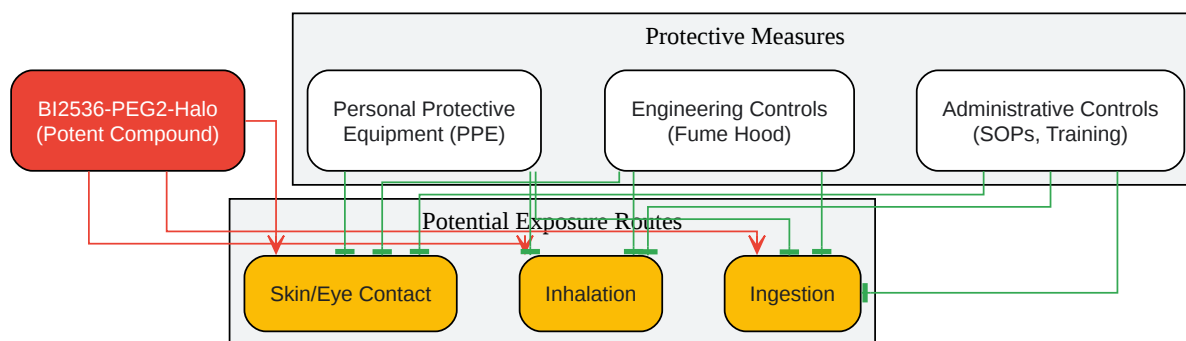 Protective Measures
BI2536-PEG2-Halo
(Potent Compound)
Personal Protective
Equipment (PPE)
Engineering Controls
(Fume Hood)
Administrative Controls
(SOPs, Training)
Potential Exposure Routes
Skin/Eye Contact
Inhalation
Ingestion